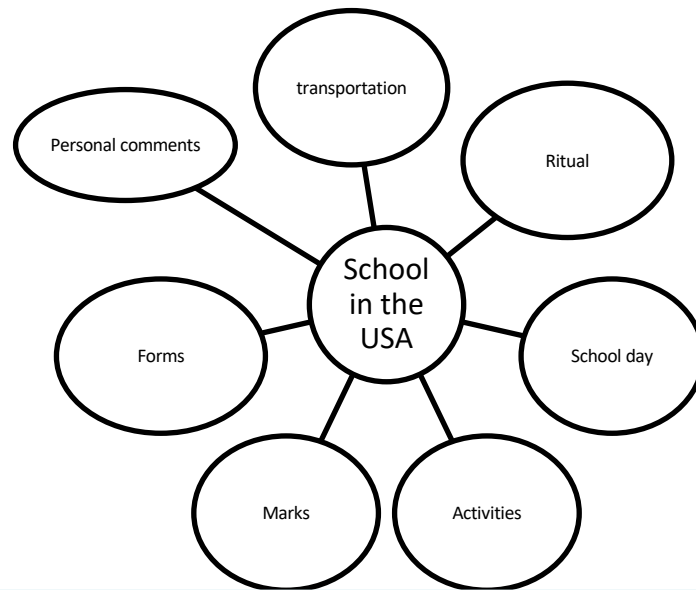 transportation
Personal comments
Ritual
School
in the
USA
Forms
School day
Marks
Activities